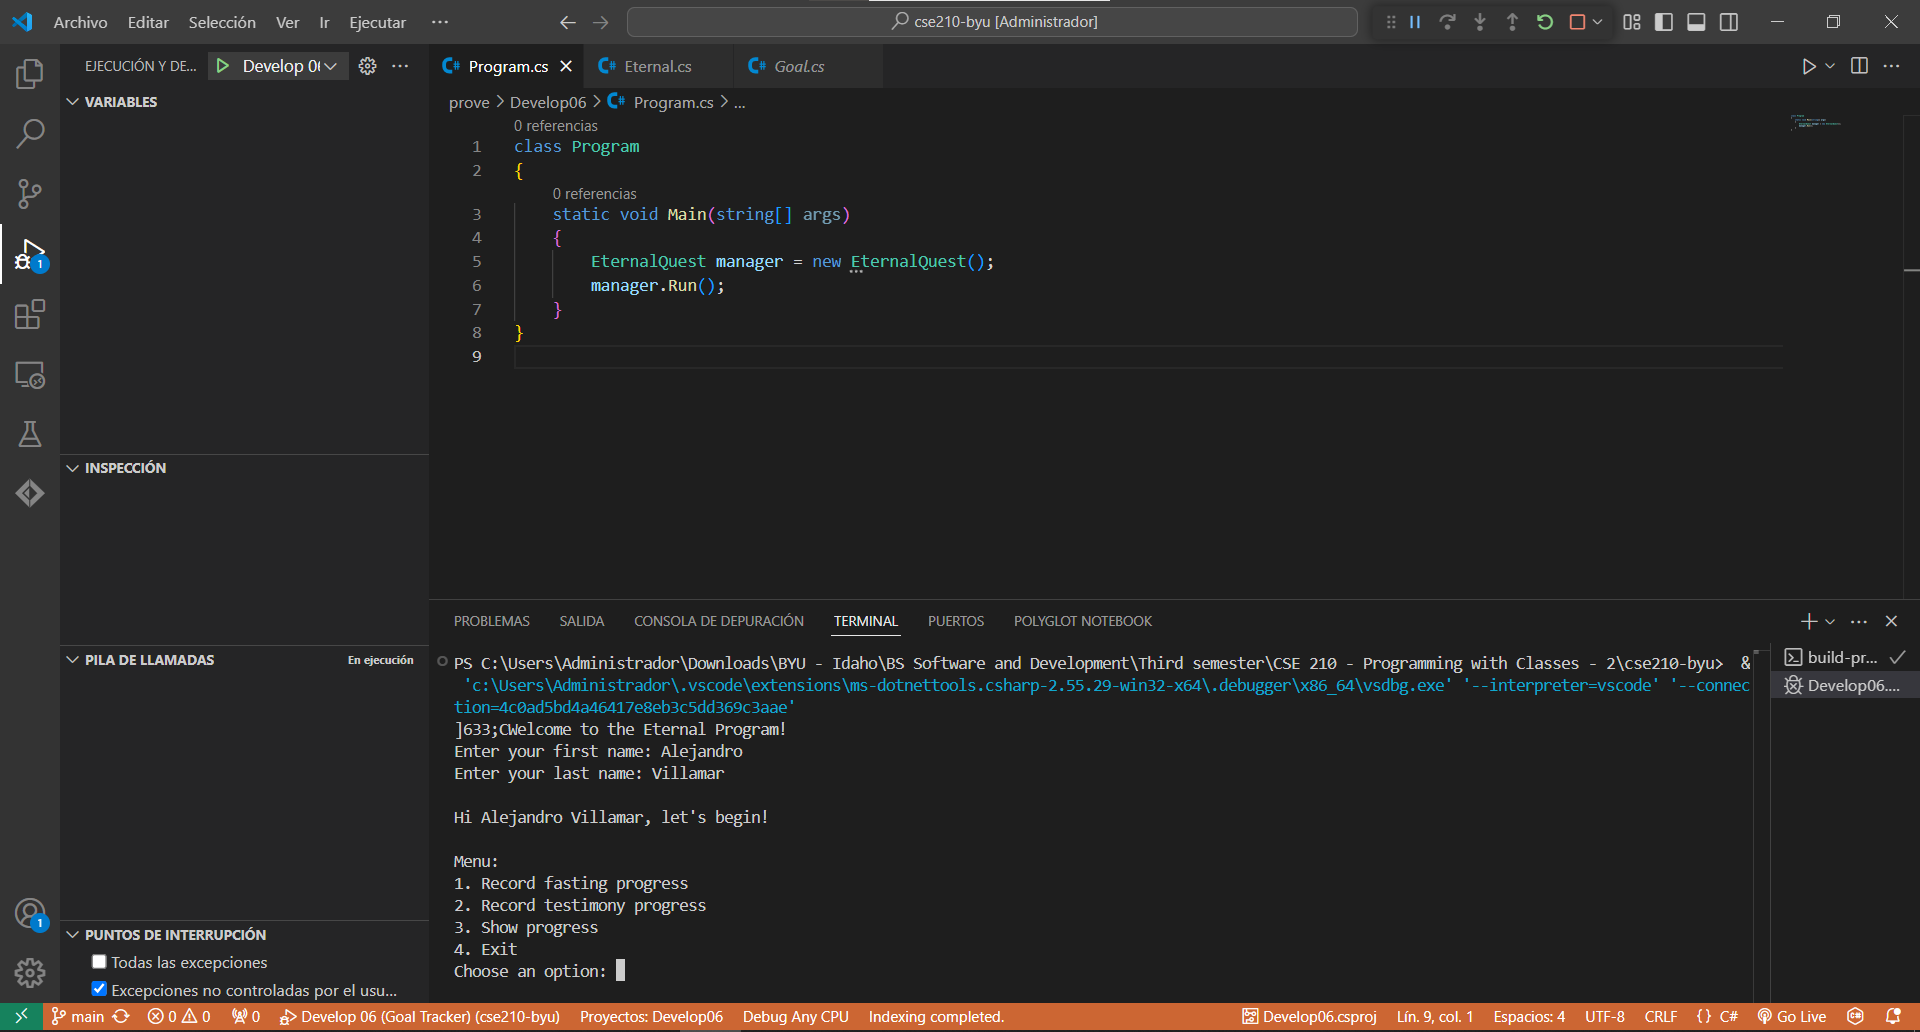 Archivo Editar Selección Ver Ir Ejecutar ···
cse210-byu [Administrador]
EJECUCIÓN Y DE... Develop 0(
Program.cs Eternal.cs Goal.cs
prove > Develop06 > Program.cs > ...
VARIABLES
0 referencias
1 class Program
2 {
0 referencias
3 static void Main(string[] args)
4 {
5 EternalQuest manager = new EternalQuest();
6 manager.Run();
7 }
8 }
9
INSPECCIÓN
PILA DE LLAMADAS En ejecución
PUNTOS DE INTERRUPCIÓN
Todas las excepciones
Excepciones no controladas por el usu...
PROBLEMAS SALIDA CONSOLA DE DEPURACIÓN TERMINAL PUERTOS POLYGLOT NOTEBOOK
PS C:\Users\Administrador\Downloads\BYU - Idaho\BS Software and Development\Third semester\CSE 210 - Programming with Classes - 2\cse210-byu> &
'c:\Users\Administrador\.vscode\extensions\ms-dotnettools.csharp-2.55.29-win32-x64\.debugger\x86_64\vsdbg.exe' '--interpreter=vscode' '--connec
tion=4c0ad5bd4a46417e8eb3c5dd369c3aae'
]633;CWelcome to the Eternal Program!
Enter your first name: Alejandro
Enter your last name: Villamar
Hi Alejandro Villamar, let's begin!
Menu:
1. Record fasting progress
2. Record testimony progress
3. Show progress
4. Exit
Choose an option:
build-pr...
Develop06....
1
1
main 0 0 0 Develop 06 (Goal Tracker) (cse210-byu) Proyectos: Develop06 Debug Any CPU Indexing completed. Develop06.csproj Lín. 9, col. 1 Espacios: 4 UTF-8 CRLF {} C# Go Live